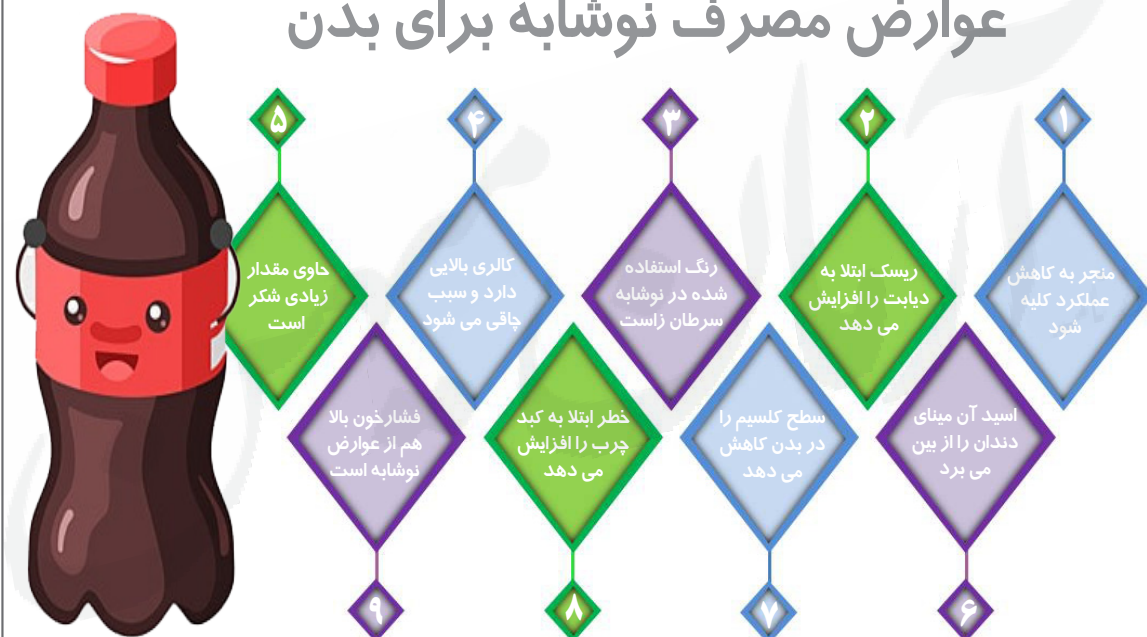 عوارض مصرف نوشابه برای بدن
۱
منجر به کاهش
عملکرد کلیه
شود
۲
ریسک ابتلا به
دیابت را افزایش
می دهد
۳
رنگ استفاده
شده در نوشابه
سرطان زاست
۴
کالری بالایی
دارد و سبب
چاقی می شود
۵
حاوی مقدار
زیادی شکر
است
اسید آن مینای
دندان را از بین
می برد
۶
سطح کلسیم را
در بدن کاهش
می دهد
۷
خطر ابتلا به کبد
چرب را افزایش
می دهد
۸
فشارخون بالا
هم از عوارض
نوشابه است
۹